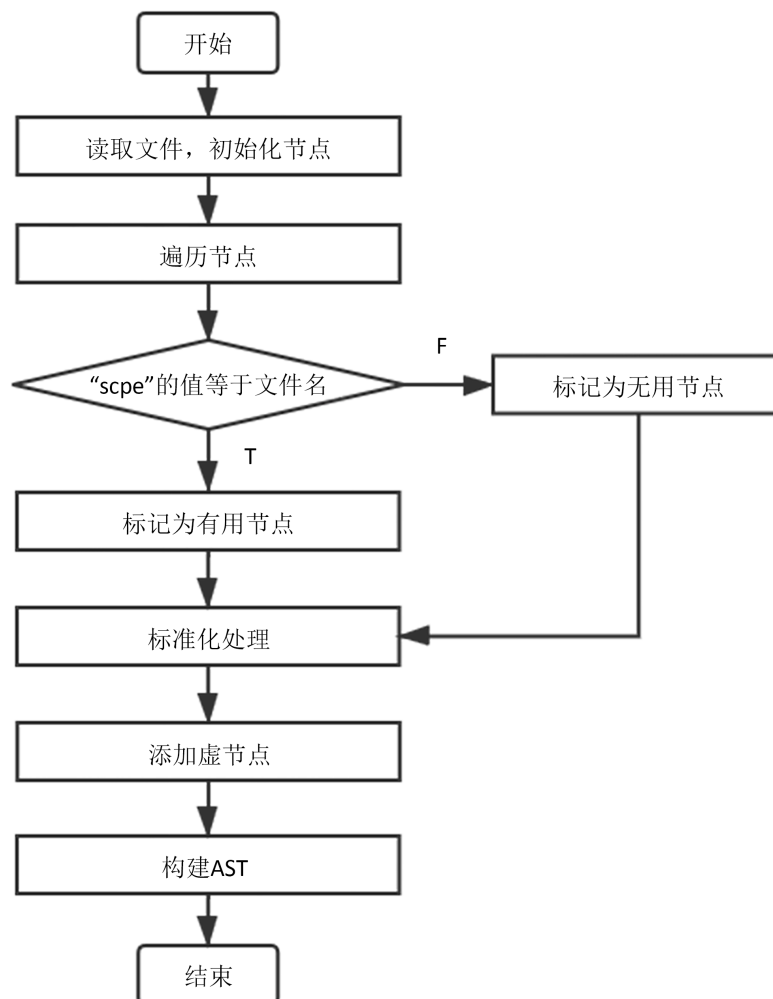 开始
读取文件，初始化节点
遍历节点
“scpe”的值等于文件名
F
标记为无用节点
T
标记为有用节点
标准化处理
添加虚节点
构建AST
结束